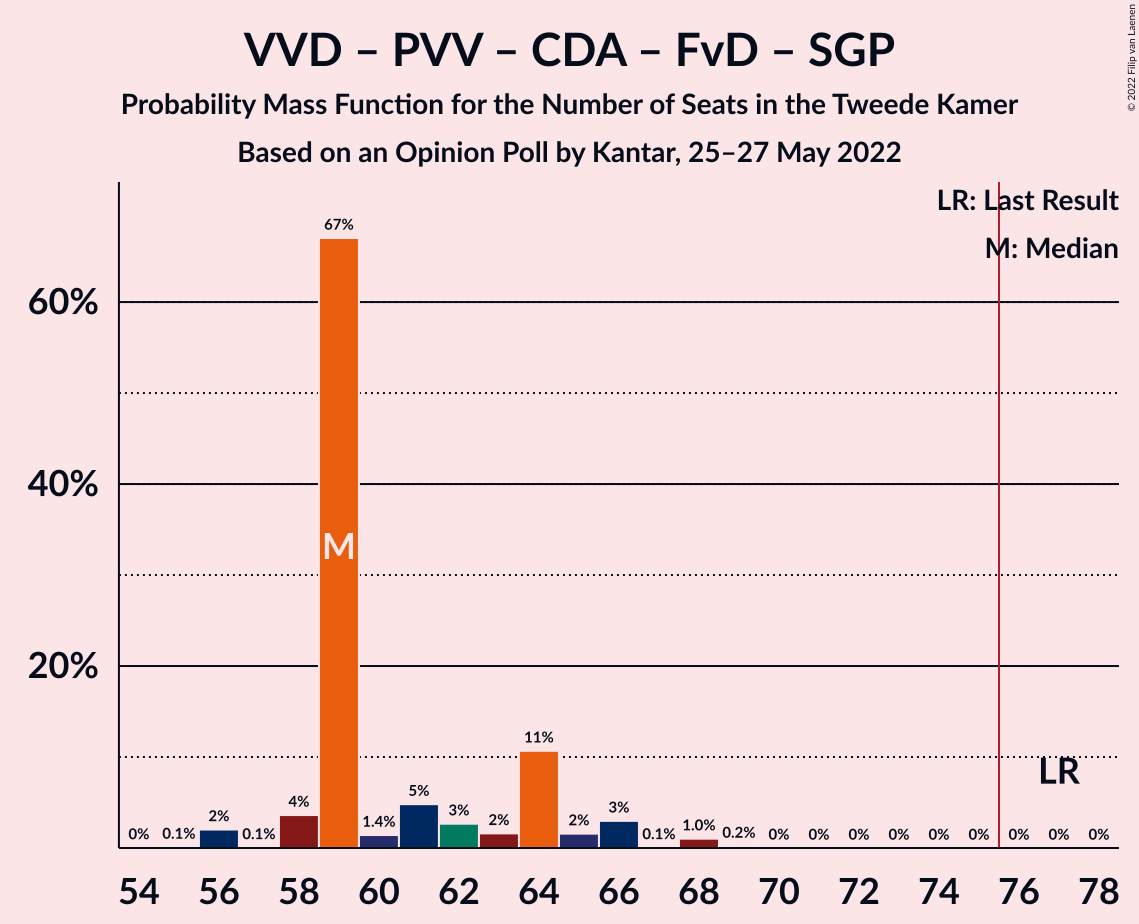 VVD – PVV – CDA – FvD – SGP
Probability Mass Function for the Number of Seats in the Tweede Kamer
Based on an Opinion Poll by Kantar, 25–27 May 2022
© 2022 Filip van Laenen
LR: Last Result
M: Median
60%
40%
20%
0% 0.1% 2% 0.1% 4% 67% 1.4% 5% 3% 2% 11% 2% 3% 0.1% 1.0% 0.2% 0% 0% 0% 0% 0% 0% 0% 0% 0%
M
LR
54 56 58 60 62 64 66 68 70 72 74 76 78